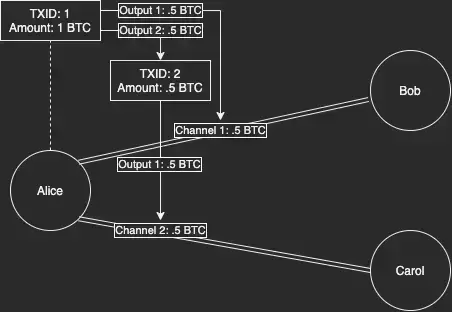 TXID: 1
Amount: 1 BTC
Output 1: .5 BTC
Output 2: .5 BTC
TXID: 2
Amount: .5 BTC
Bob
Channel 1: .5 BTC
Output 1: .5 BTC
Alice
Channel 2: .5 BTC
Carol